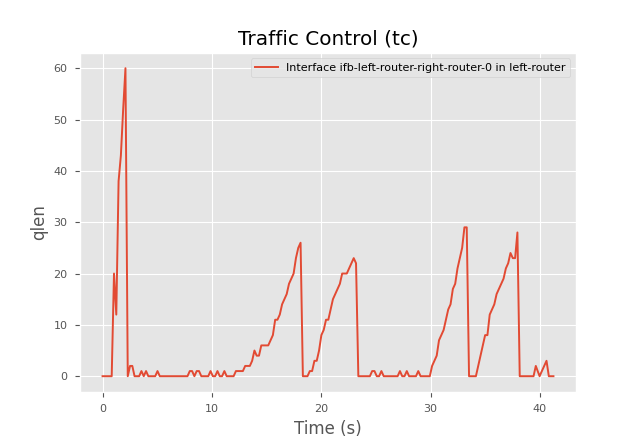 Traffic Control (tc)
Interface ifb-left-router-right-router-0 in left-router
60
50
40
30
20
10
0
qlen
0 10 20 30 40
Time (s)